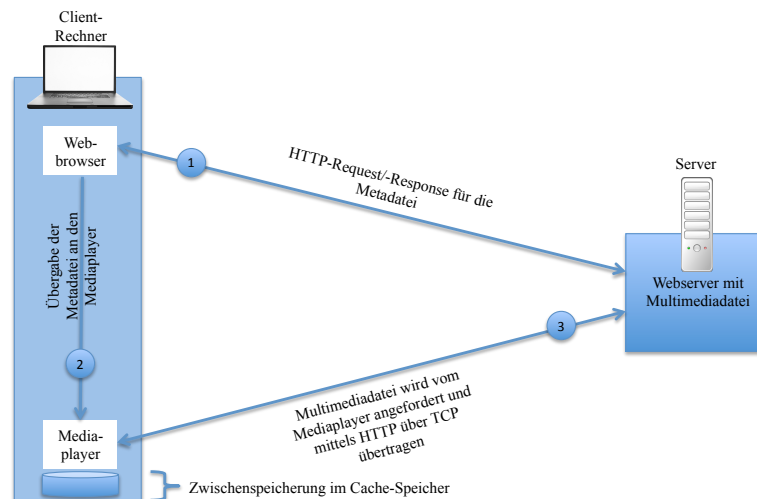 Client-
Rechner
Web-
browser
1
HTTP-Request/-Response für die
Metadatei
Server
Übergabe der
Metadatei an den
Mediaplayer
Webserver mit
Multimediadatei
3
2
Multimediadatei wird vom
Mediaplayer angefordert und
mittels HTTP über TCP
übertragen
Media-
player
Zwischenspeicherung im Cache-Speicher